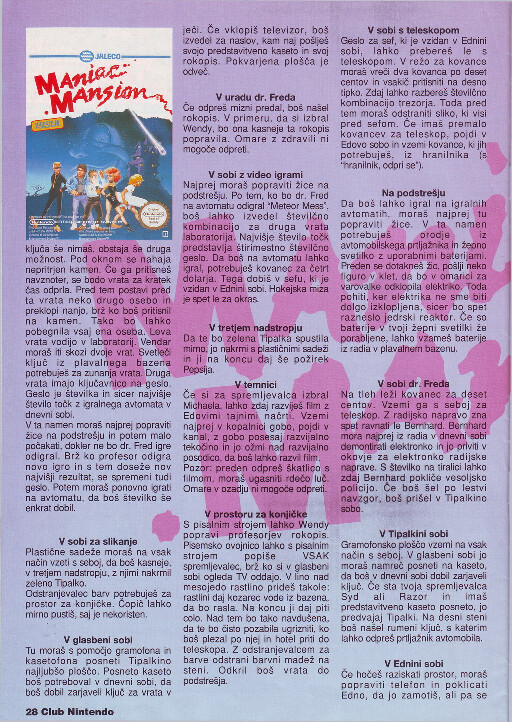 JALECO
Maniac
Mansion
ključa še nimaš, obstaja še druga
možnost. Pod oknom se nahaja
nepritrjen kamen. Če ga pritisneš
navznoter, se bodo vrata za kratek
čas odprla. Pred tem postavi pred
ta vrata neko drugo osebo in
preklopi nanjo, brž ko boš pritisnil
na kamen. Tako bo lahko
pobegnila vsaj ena oseba. Leva
vrata vodijo v laboratorij. Vendar
moraš iti skozi dvoje vrat. Svetleči
ključ iz plavalnega bazena
potrebuješ za zunanja vrata. Druga
vrata imajo ključavnico na geslo.
Geslo je številka in sicer najvišje
število točk z igralnega avtomata v
dnevni sobi.
V ta namen moraš najprej popraviti
žice na podstrešju in potem malo
počakati, dokler ne bo dr. Fred igre
odigral. Brž ko profesor odigra
novo igro in s tem doseže nov
najvišji rezultat, se spremeni tudi
geslo. Potem moraš ponovno igrati
na avtomatu, da boš številko še
enkrat dobil.
V sobi za slikanje
Plastične sadeže moraš na vsak
način vzeti s seboj, da boš kasneje,
v tretjem nadstropju, z njimi nakrmil
zeleno Tipalko.
Odstranjevalec barv potrebuješ za
prostor za konjičke. Čopič lahko
mirno pustiš, saj je nekoristen.
V glasbeni sobi
Tu moraš s pomočjo gramofona in
kasetofona posneti Tipalkino
najljubšo ploščo. Posneto kaseto
boš potreboval v dnevni sobi, da
boš dobil zarjaveli ključ za vrata v
ječi. Če vklopiš televizor, boš
izvedel za naslov, kam naj pošlješ
svojo predstavitveno kaseto in svoj
rokopis. Pokvarjena plošča je
odveč.
V uradu dr. Freda
Če odpreš mizni predal, boš našel
rokopis. V primeru, da si izbral
Wendy, bo ona kasneje ta rokopis
popravila. Omare z zdravili ni
mogoče odpreti.
V sobi z video igrami
Najprej moraš popraviti žice na
podstrešju. Po tem, ko bo dr. Fred
na avtomatu odigral "Meteor Mess",
boš lahko izvedel številčno
kombinacijo za druga vrata
laboratorija. Najvišje število točk
predstavlja štirimestno številčno
geslo. Da boš na avtomatu lahko
igral, potrebuješ kovanec za četrt
dolarja. Tega dobiš v sefu, ki je
vzidan v Ednini sobi. Hokejska miza
je spet le za okras.
V tretjem nadstropju
Da te bo zelena Tipalka spustila
mimo, jo nakrmi s plastičnimi sadeži
in ji na koncu daj še požirek
Pepsija.
V temnici
Če si za spremljevalca izbral
Michaela, lahko zdaj razviješ film z
Edovimi tajnimi načrti. Vzemi
najprej v kopalnici gobo, pojdi v
kanal, z gobo posesaj razvijalno
tekočino in jo ožmi nad razvijalno
posodico. Zdaj boš lahko razvil film.
Pozor: preden odpreš škatlico s
filmom, moraš ugasniti rdečo luč.
Omare v ozadju ni mogoče odpreti.
V prostoru za konjičke
S pisalnim strojem lahko Wendy
popravi profesorjev rokopis.
Pisemsko ovojnico lahko s pisalnim
strojem popiše VSAK
spremljevalec, brž ko si v glasbeni
sobi ogleda TV oddajo. V lino nad
mesojedo rastlino prideš takole:
rastlini daj kozarec vode iz bazena,
da bo rasla. Na koncu ji daj piti
colo. Nad tem bo tako navdušena,
da te bo čisto pozabila ugrizniti, ko
boš plezal po njej in hotel priti do
teleskopa. Z odstranjevalcem za
barve odstrani barvni madež na
steni. Odkril boš vrata do
podstrešja.
V sobi s teleskopom
Geslo za sef, ki je vzidan v Ednini
sobi, lahko prebereš le s
teleskopom. V režo za kovance
moraš vreči dva kovanca po deset
centov in vsakič pritisniti na desno
tipko. Zdaj lahko razbereš številčno
kombinacijo trezorja. Toda pred
tem moraš odstraniti sliko, ki visi
pred sefom. Če imaš premalo
kovancev za teleskop, pojdi v
Edovo sobo in vzemi kovance, ki jih
potrebuješ, iz hranilnika (s
"hranilnik, odpri se").
Na podstrešju
Da boš lahko igral na igralnih
avtomatih, moraš najprej tu
popraviti žice. V ta namen
potrebuješ orodje iz
avtomobilskega prtljažnika in žepno
svetilko z uporabnimi baterijami.
Preden se dotakneš žic, pošlji neko
figuro v klet, da bo v omarici za
varovalke odklopila elektriko. Toda
pohiti, ker elektrika ne sme biti
dolgo izklopljena, sicer bo spet
razneslo jedrski reaktor. Če so
baterije v tvoji žepni svetilki že
porabljene, lahko vzameš baterije
iz radia v plavalnem bazenu.
V sobi dr. Freda
Na tleh leži kovanec za deset
centov. Vzemi ga s seboj za
teleskop. Z radijsko napravo zna
spet ravnati le Bernhard. Bernhard
mora najprej iz radia v dnevni sobi
demontirati elektronko in jo priviti v
okovje za elektronko radijske
naprave. S številko na tiralici lahko
zdaj Bernhard pokliče vesoljsko
policijo. Če boš šel po lestvi
navzgor, boš prišel v Tipalkino
sobo.
V Tipalkini sobi
Gramofonsko ploščo vzemi na vsak
način s seboj. V glasbeni sobi jo
moraš namreč posneti na kaseto,
da boš v dnevni sobi dobil zarjaveli
ključ. Če sta tvoja spremljevalca
Syd ali Razor in imaš
predstavitveno kaseto posneto, jo
predvajaj Tipalki. Na desni steni
boš našel rumeni ključ, s katerim
lahko odpreš prtljažnik avtomobila.
V Ednini sobi
Če hočeš raziskati prostor, moraš
popraviti telefon in poklicati
Edno, da jo zamotiš, ali pa se
28 Club Nintendo